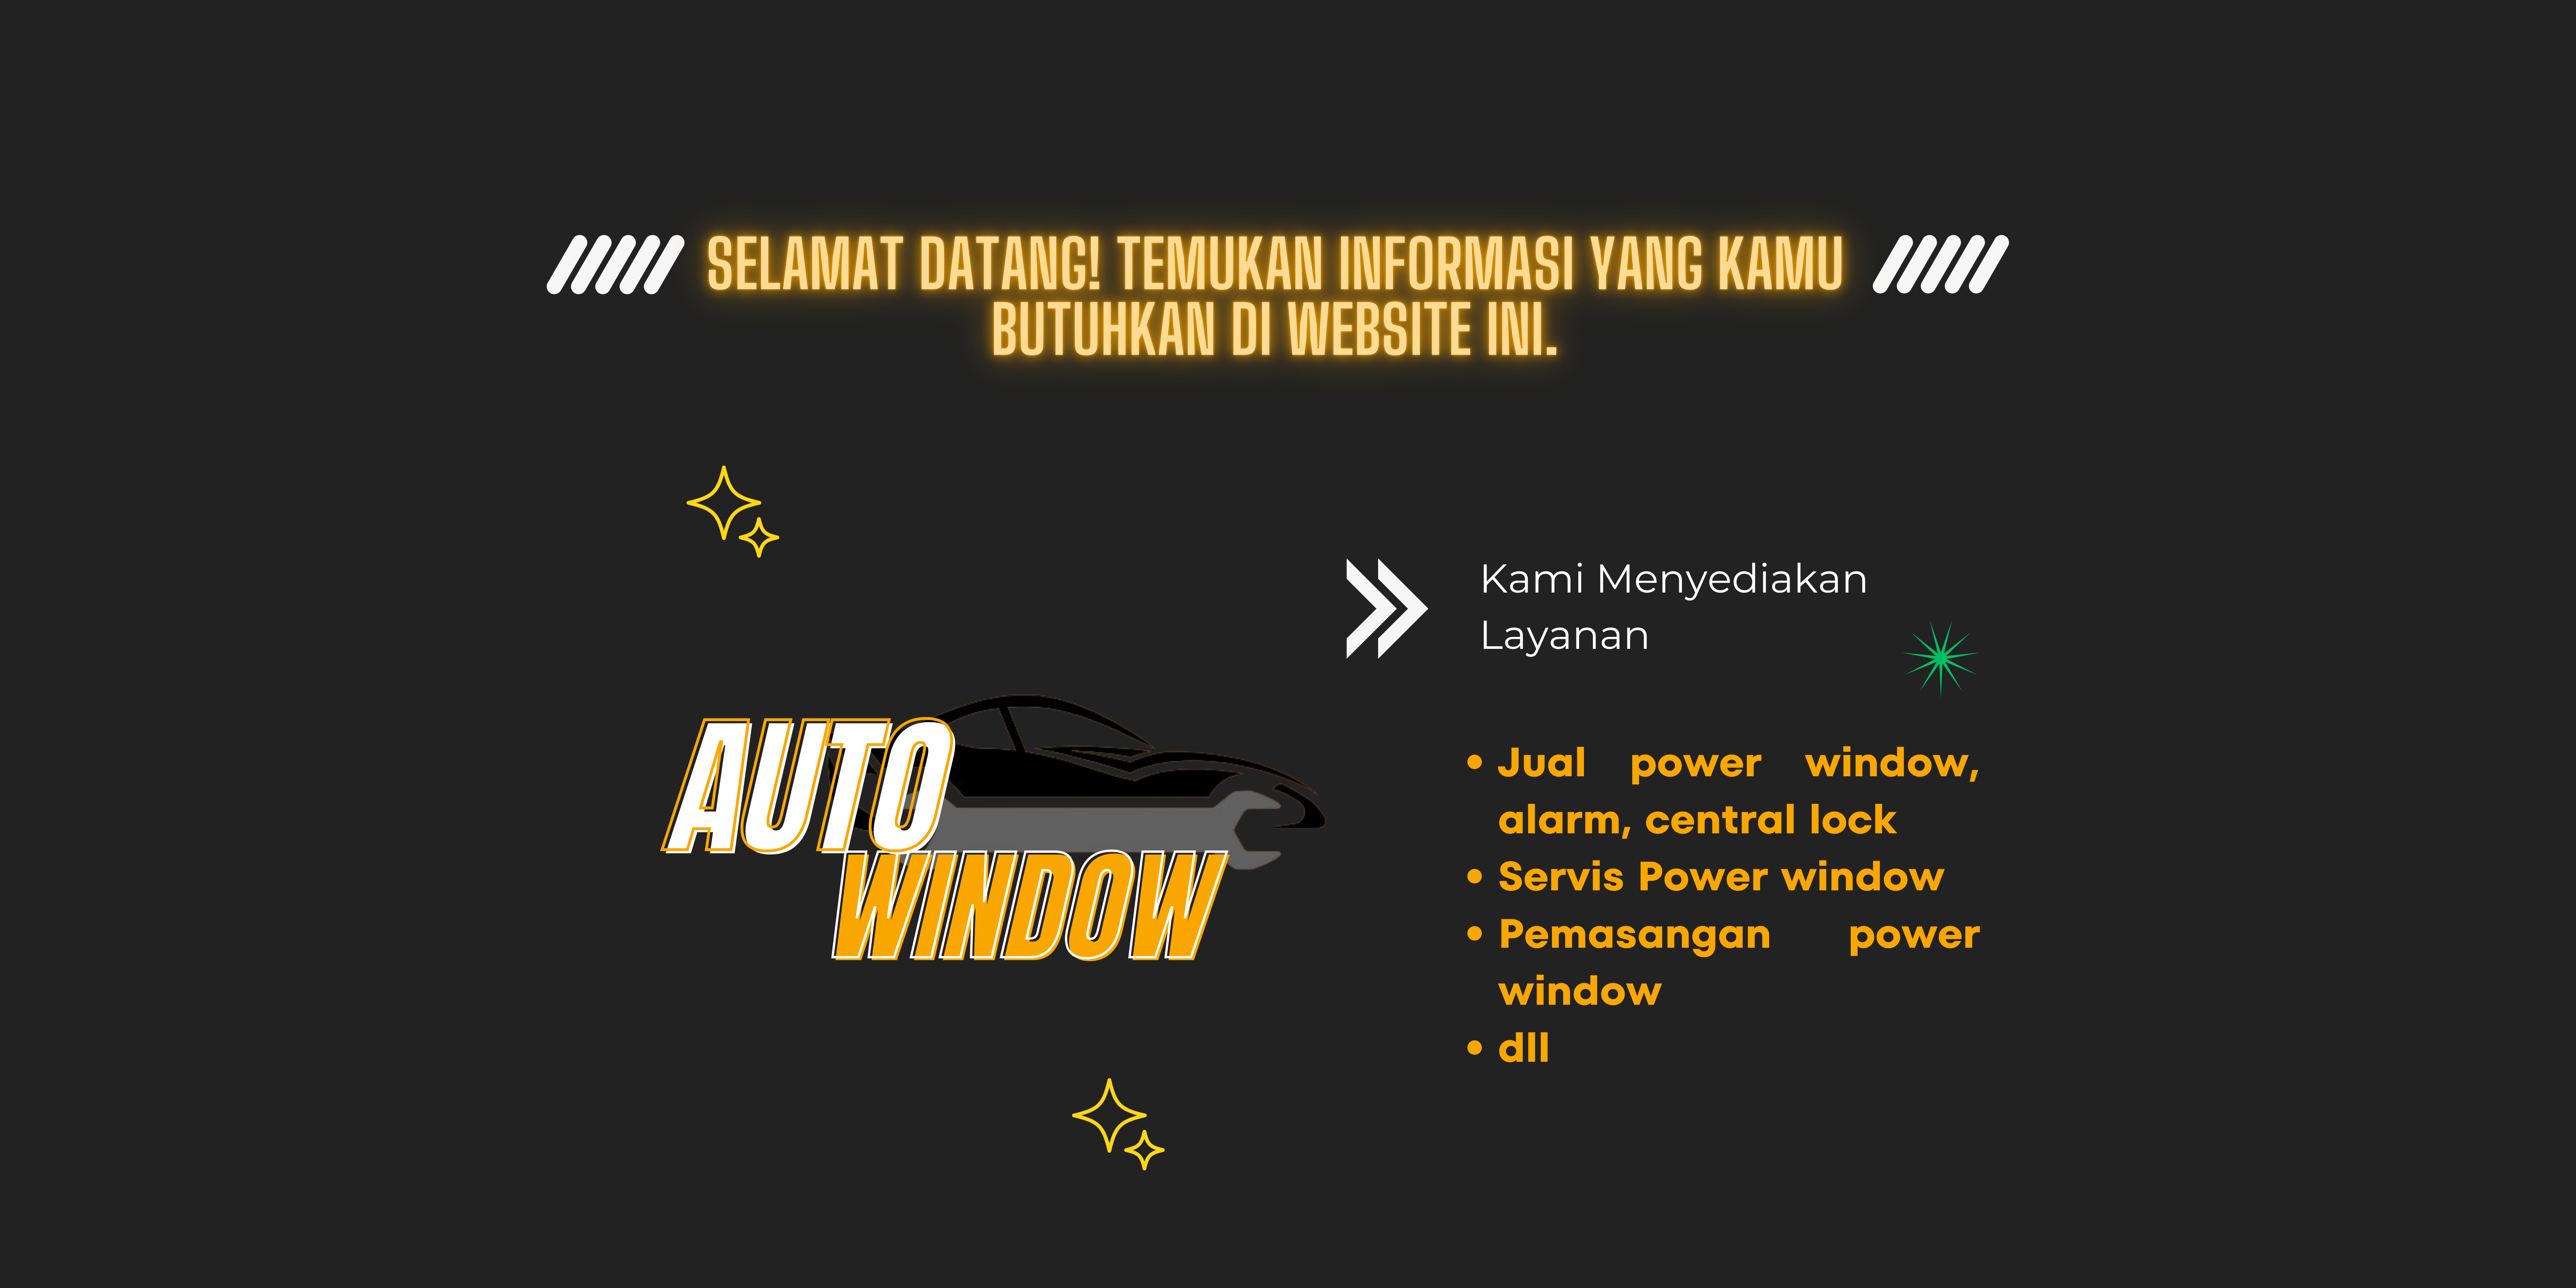 SELAMAT DATANG! TEMUKAN INFORMASI YANG KAMU
BUTUHKAN DI WEBSITE INI.
AUTO
WINDOW
Kami Menyediakan
Layanan
• Jual power window,
alarm, central lock
• Servis Power window
• Pemasangan power
window
• dll